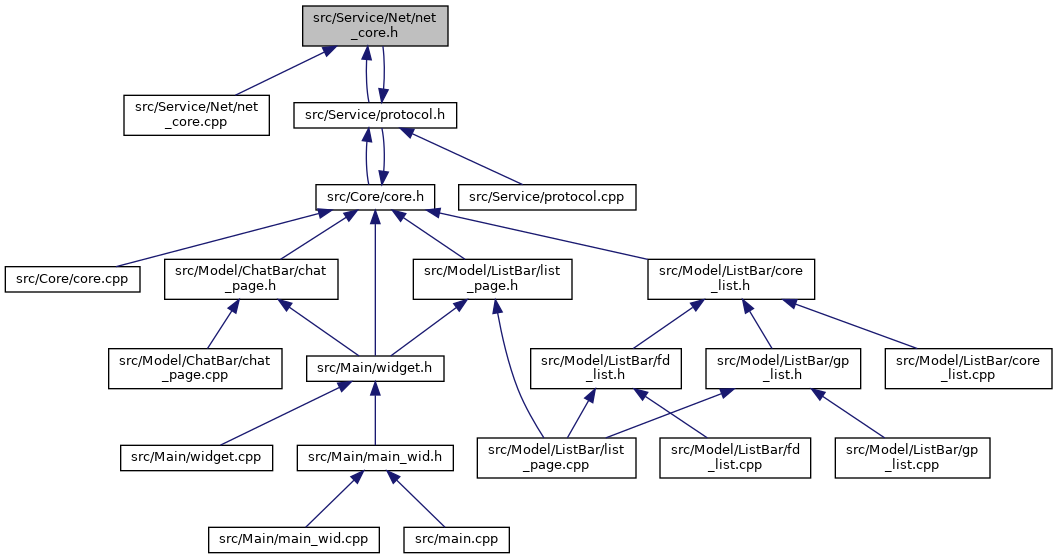 src/Service/Net/net
_core.h
src/Service/Net/net
_core.cpp
src/Service/protocol.h
src/Core/core.h
src/Service/protocol.cpp
src/Core/core.cpp
src/Model/ChatBar/chat
_page.h
src/Model/ListBar/list
_page.h
src/Model/ListBar/core
_list.h
src/Model/ChatBar/chat
_page.cpp
src/Main/widget.h
src/Model/ListBar/fd
_list.h
src/Model/ListBar/gp
_list.h
src/Model/ListBar/core
_list.cpp
src/Main/widget.cpp
src/Main/main_wid.h
src/Model/ListBar/list
_page.cpp
src/Model/ListBar/fd
_list.cpp
src/Model/ListBar/gp
_list.cpp
src/Main/main_wid.cpp
src/main.cpp